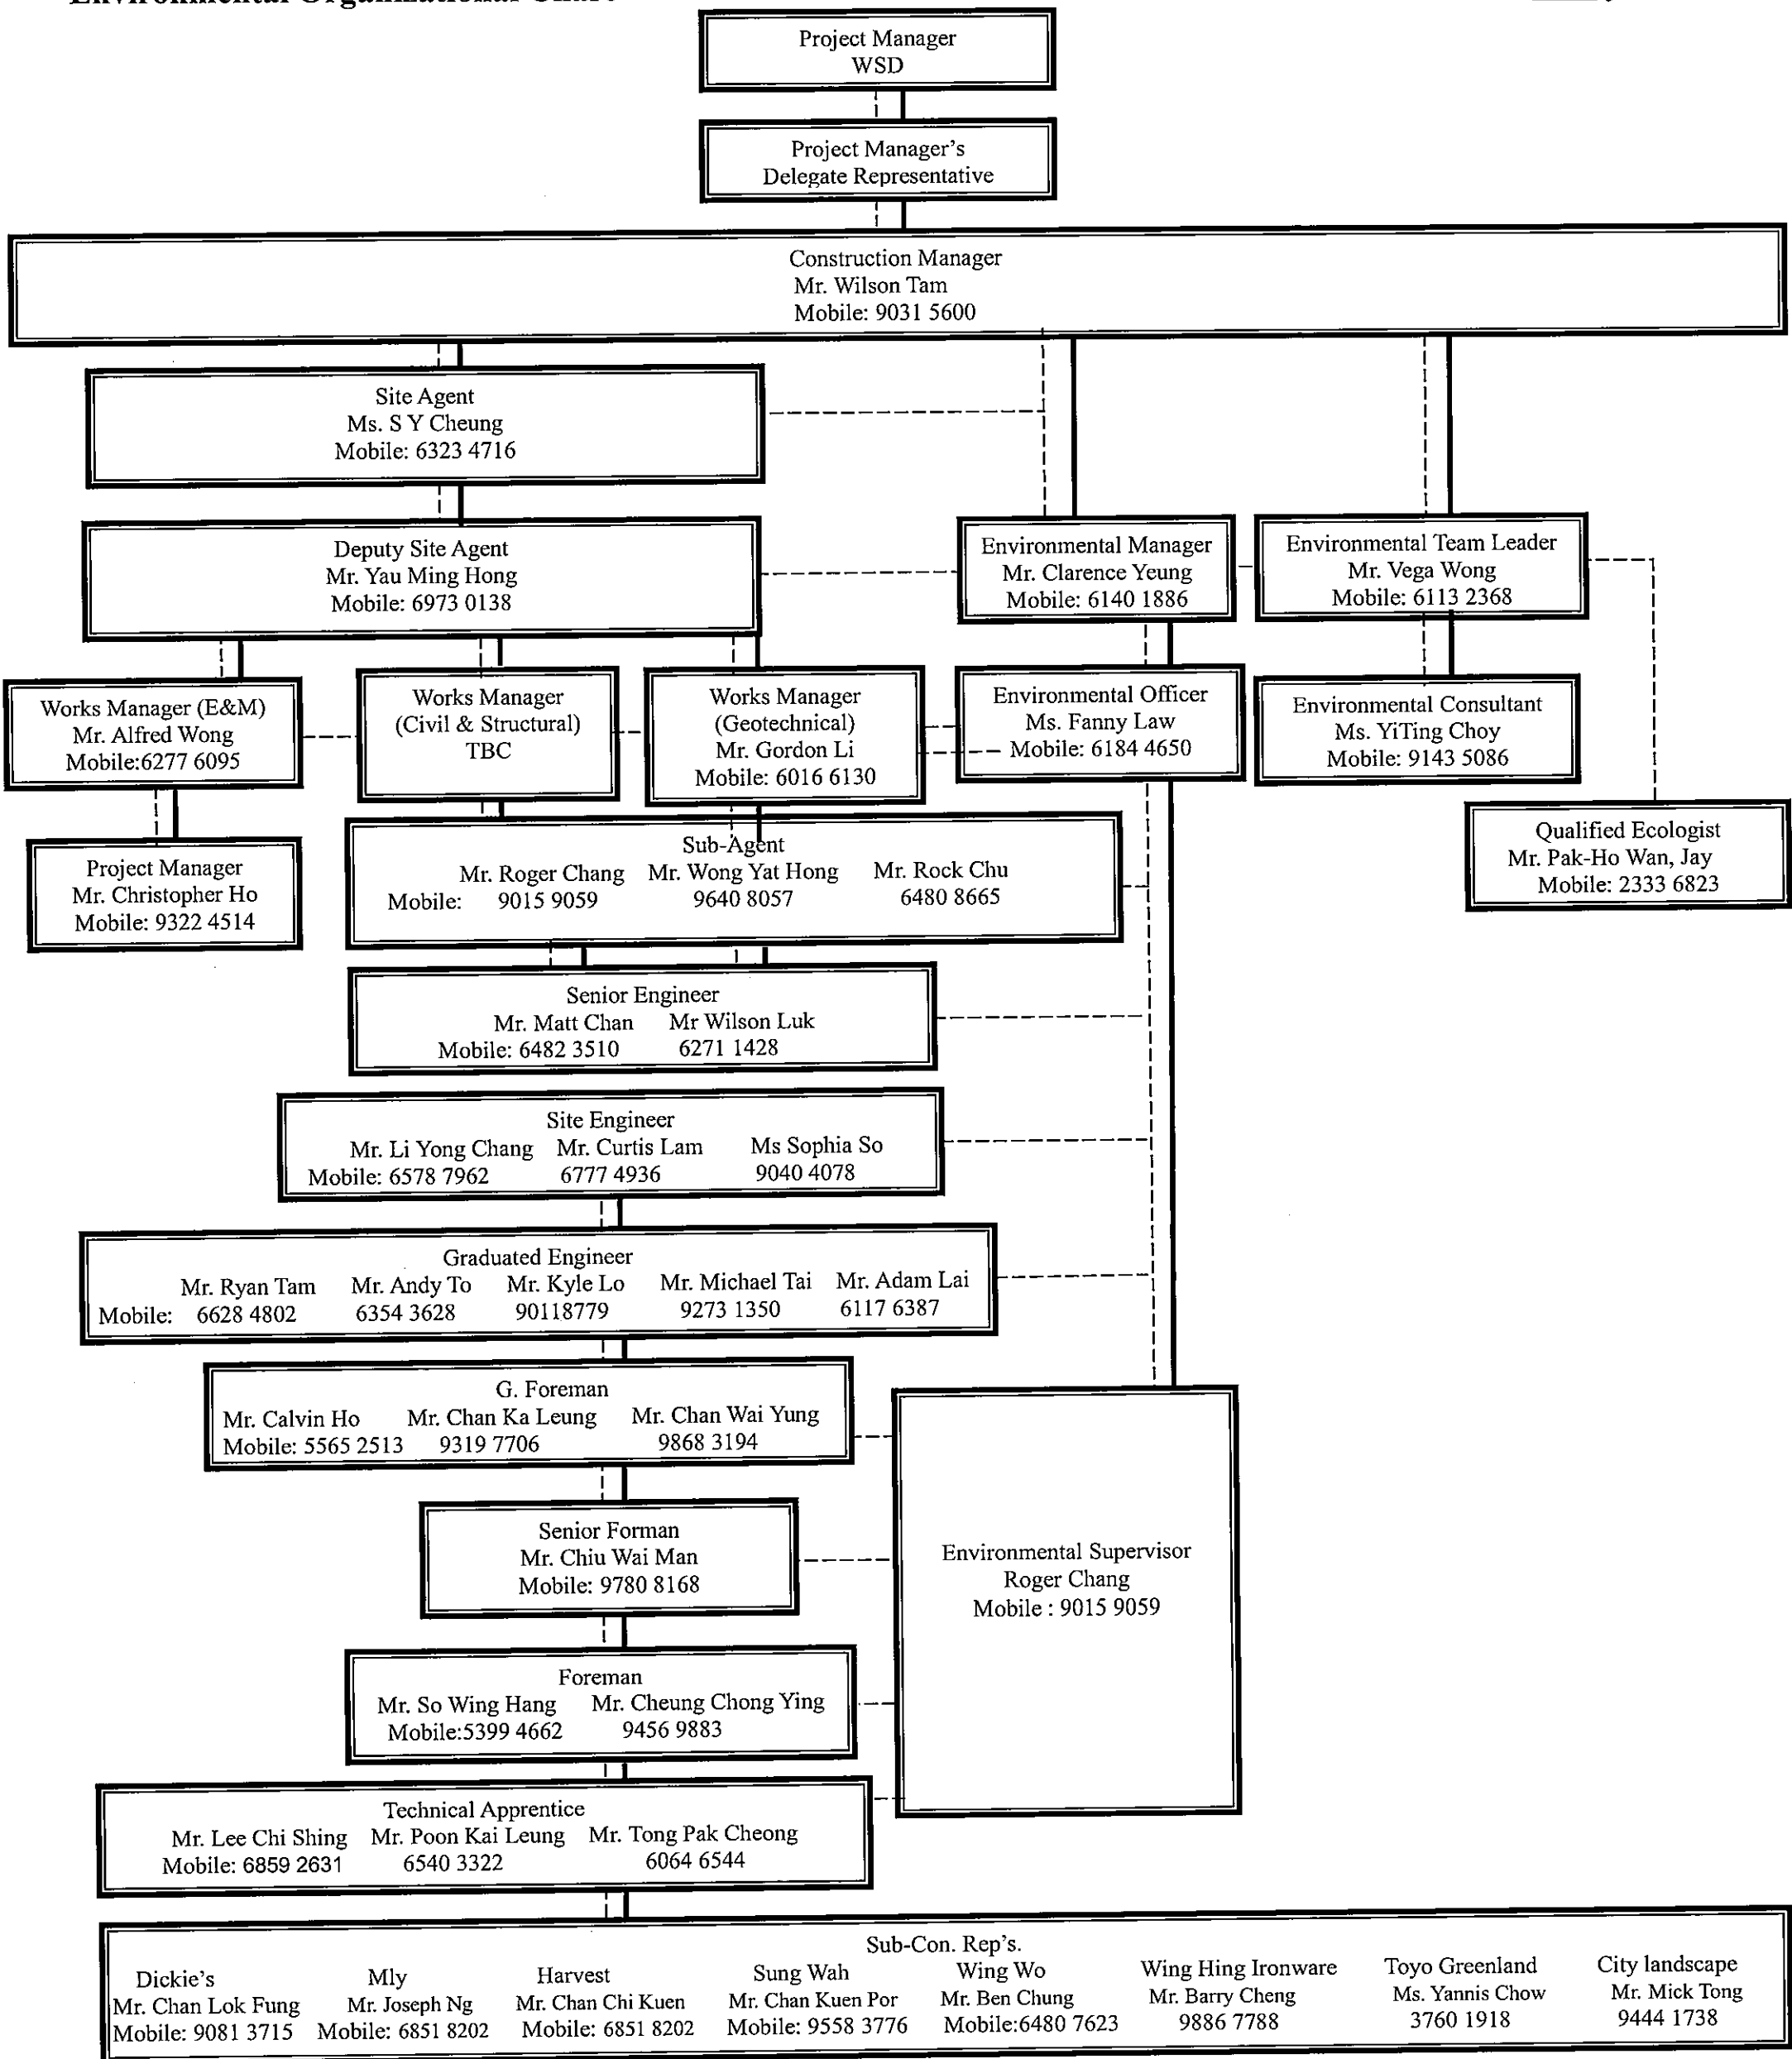 Project Manager
WSD
Project Manager's
Delegate Representative
Construction Manager
Mr. Wilson Tam
Mobile: 9031 5600
Site Agent
Ms. S Y Cheung
Mobile: 6323 4716
Deputy Site Agent
Mr. Yau Ming Hong
Mobile: 6973 0138
Environmental Manager
Mr. Clarence Yeung
Mobile: 6140 1886
Environmental Team Leader
Mr. Vega Wong
Mobile: 6113 2368
Works Manager (E&M)
Mr. Alfred Wong
Mobile:6277 6095
Works Manager
(Civil & Structural)
TBC
Works Manager
(Geotechnical)
Mr. Gordon Li
Mobile: 6016 6130
Environmental Officer
Ms. Fanny Law
Mobile: 6184 4650
Environmental Consultant
Ms. YiTing Choy
Mobile: 9143 5086
Project Manager
Mr. Christopher Ho
Mobile: 9322 4514
Sub-Agent
Mr. Roger Chang Mr. Wong Yat Hong Mr. Rock Chu
Mobile: 9015 9059 9640 8057 6480 8665
Qualified Ecologist
Mr. Pak-Ho Wan, Jay
Mobile: 2333 6823
Senior Engineer
Mr. Matt Chan Mr Wilson Luk
Mobile: 6482 3510 6271 1428
Site Engineer
Mr. Li Yong Chang Mr. Curtis Lam Ms Sophia So
Mobile: 6578 7962 6777 4936 9040 4078
Graduated Engineer
Mr. Ryan Tam Mr. Andy To Mr. Kyle Lo Mr. Michael Tai Mr. Adam Lai
Mobile: 6628 4802 6354 3628 90118779 9273 1350 6117 6387
G. Foreman
Mr. Calvin Ho Mr. Chan Ka Leung Mr. Chan Wai Yung
Mobile: 5565 2513 9319 7706 9868 3194
Senior Forman
Mr. Chiu Wai Man
Mobile: 9780 8168
Environmental Supervisor
Roger Chang
Mobile : 9015 9059
Foreman
Mr. So Wing Hang Mr. Cheung Chong Ying
Mobile:5399 4662 9456 9883
Technical Apprentice
Mr. Lee Chi Shing Mr. Poon Kai Leung Mr. Tong Pak Cheong
Mobile: 6859 2631 6540 3322 6064 6544
Sub-Con. Rep's.
Dickie's Mly Harvest Sung Wah Wing Wo Wing Hing Ironware Toyo Greenland City landscape
Mr. Chan Lok Fung Mr. Joseph Ng Mr. Chan Chi Kuen Mr. Chan Kuen Por Mr. Ben Chung Mr. Barry Cheng Ms. Yannis Chow Mr. Mick Tong
Mobile: 9081 3715 Mobile: 6851 8202 Mobile: 6851 8202 Mobile: 9558 3776 Mobile:6480 7623 9886 7788 3760 1918 9444 1738